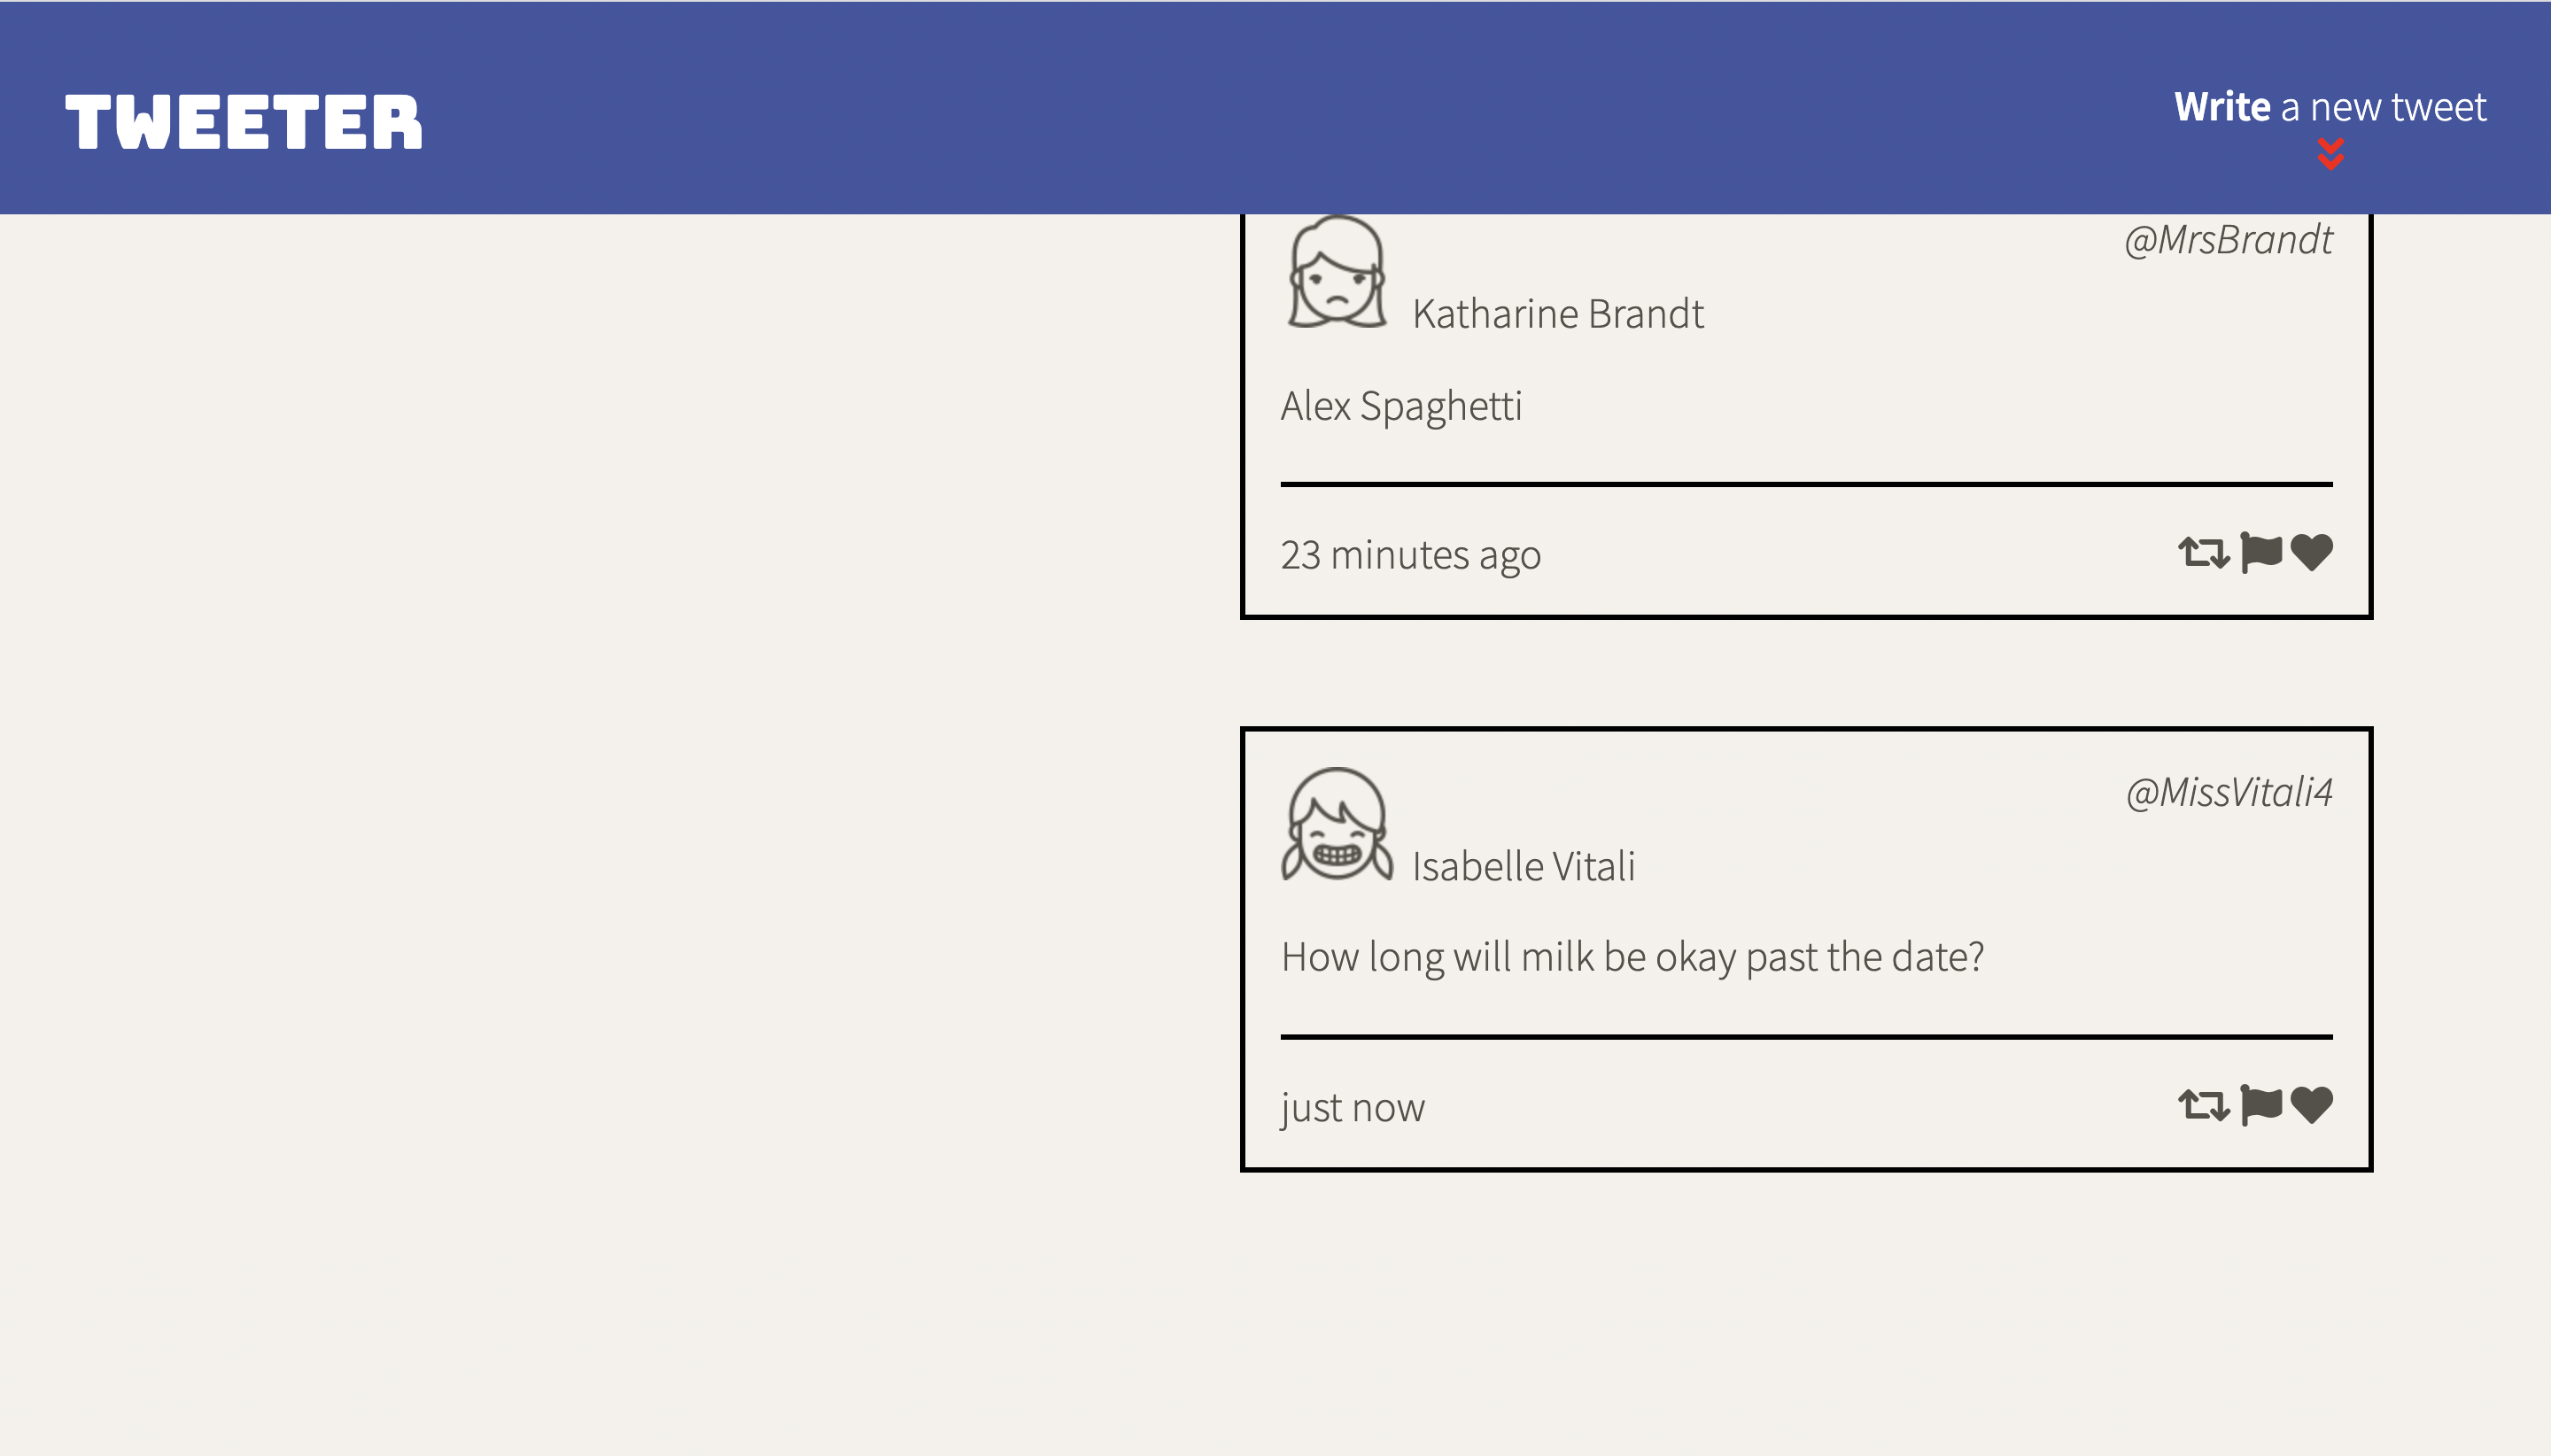 TWEETER
Write a new tweet
@MrsBrandt
Katharine Brandt
Alex Spaghetti
23 minutes ago
@MissVitali4
Isabelle Vitali
How long will milk be okay past the date?
just now